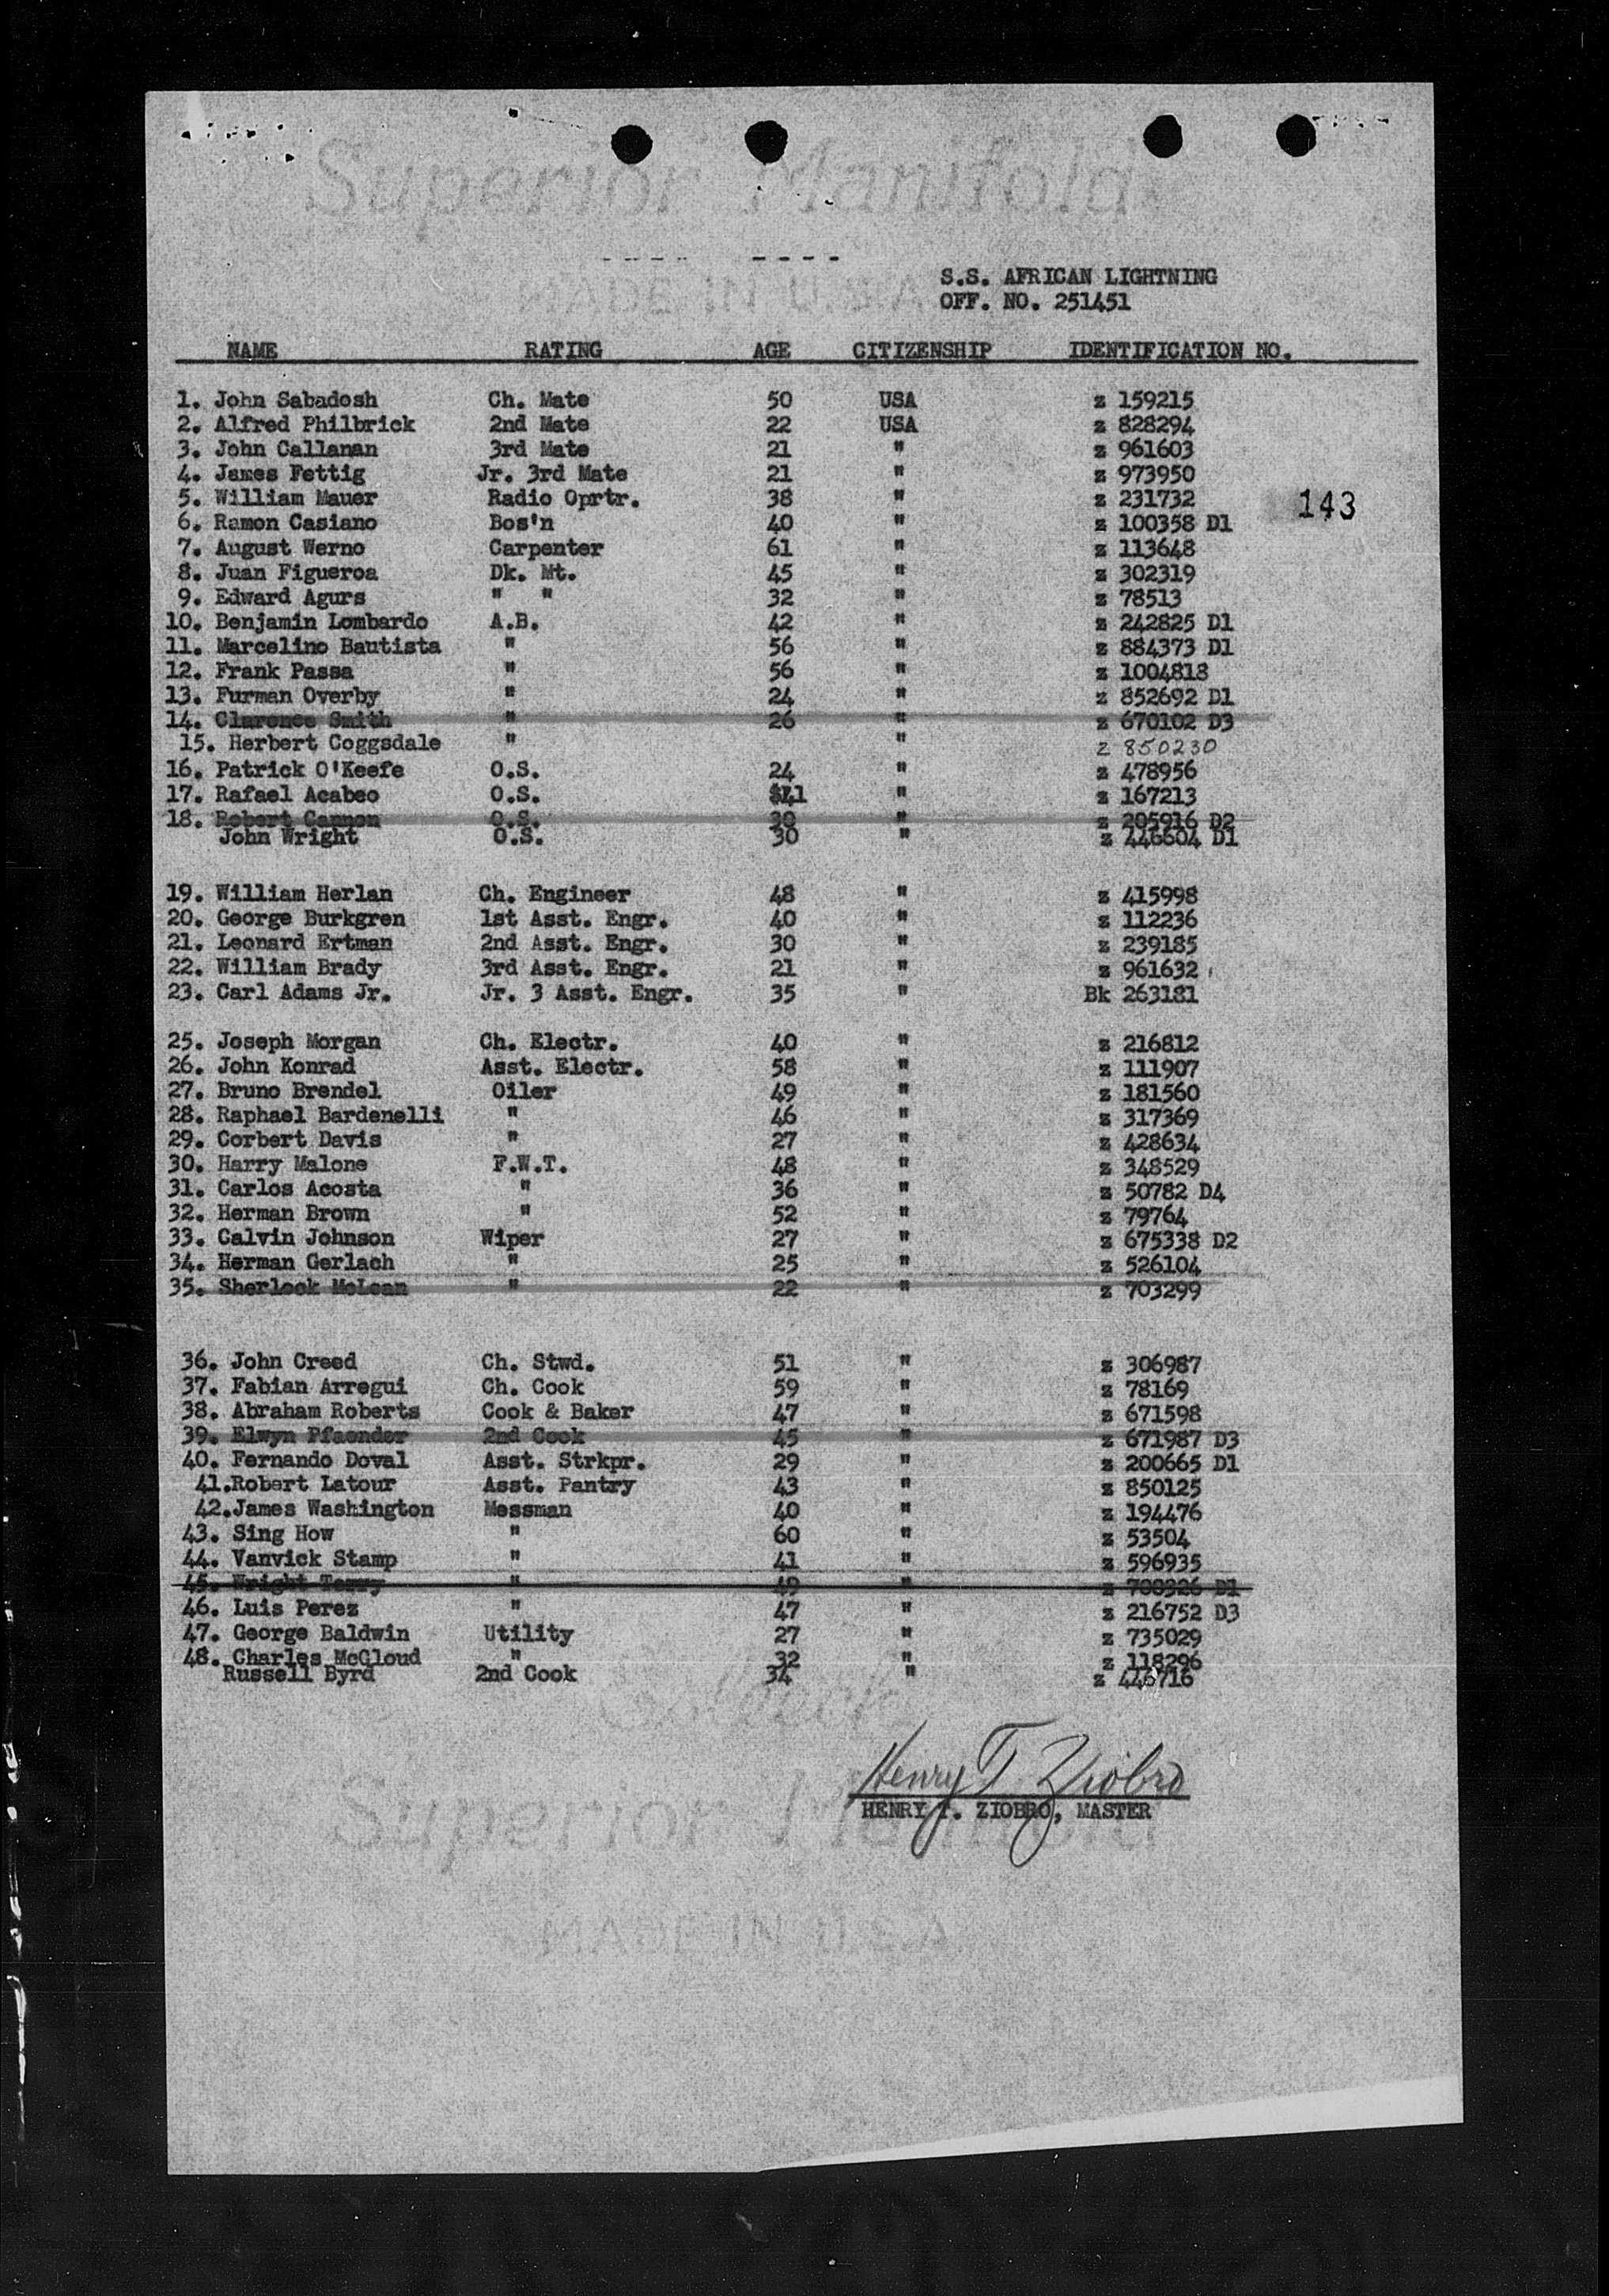 Superior Manifold
MADE IN U.S.A
S.S. AFRICAN LIGHTNING
OFF. NO. 251451
NAME RATING AGE CITIZENSHIP IDENTIFICATION NO.
1. John Sabadosh Ch. Mate 50 USA z 159215
2. Alfred Philbrick 2nd Mate 22 USA z 828294
3. John Callanan 3rd Mate 21 " z 961603
4. James Fettig Jr. 3rd Mate 21 " z 973950
5. William Mauer Radio Oprtr. 38 " z 231732
143
6. Ramon Casiano Bos'n 40 " z 100358 D1
7. August Werno Carpenter 61 " z 113648
8. Juan Figueroa Dk. Mt. 45 " z 302319
9. Edward Agurs " " 32 " z 78513
10. Benjamin Lombardo A.B. 42 " z 242825 D1
11. Marcelino Bautista " 56 " z 884373 D1
12. Frank Passa " 56 " z 1004818
13. Furman Overby " 24 " z 852692 D1
14. Clarence Smith " 26 " z 670102 D3
15. Herbert Coggsdale " " z 850230
16. Patrick O'Keefe O.S. 24 " z 478956
17. Rafael Acabeo O.S. 41 " z 167213
18. Robert Cannon O.S. 30 " z 205916 D2
John Wright O.S. 30 " z 446604 D1
19. William Herlan Ch. Engineer 48 " z 415998
20. George Burkgren 1st Asst. Engr. 40 " z 112236
21. Leonard Ertman 2nd Asst. Engr. 30 " z 239185
22. William Brady 3rd Asst. Engr. 21 " z 961632
23. Carl Adams Jr. Jr. 3 Asst. Engr. 35 " Bk 263181
25. Joseph Morgan Ch. Electr. 40 " z 216812
26. John Konrad Asst. Electr. 58 " z 111907
27. Bruno Brendel Oiler 49 " z 181560
28. Raphael Bardenelli " 46 " z 317369
29. Corbert Davis " 27 " z 428634
30. Harry Malone F.W.T. 48 " z 348529
31. Carlos Acosta " 36 " z 50782 D4
32. Herman Brown " 52 " z 79764
33. Calvin Johnson Wiper 27 " z 675338 D2
34. Herman Gerlach " 25 " z 526104
35. Sherlock McLean " 22 " z 703299
36. John Creed Ch. Stwd. 51 " z 306987
37. Fabian Arregui Ch. Cook 59 " z 78169
38. Abraham Roberts Cook & Baker 47 " z 671598
39. Elwyn Pfaender 2nd Cook 45 " z 671987 D3
40. Fernando Doval Asst. Strkpr. 29 " z 200665 D1
41.Robert Latour Asst. Pantry 43 " z 850125
42.James Washington Messman 40 " z 194476
43. Sing How " 60 " z 53504
44. Vanvick Stamp " 41 " z 596935
45. Wright Terry " 49 " z 700326 D1
46. Luis Perez " 47 " z 216752 D3
47. George Baldwin Utility 27 " z 735029
48. Charles McCloud " 32 " z 118296
Russell Byrd 2nd Cook 34 " z 446716
Henry T. Ziobro
HENRY T. ZIOBRO, MASTER
Superior Manifold
MADE IN U.S.A